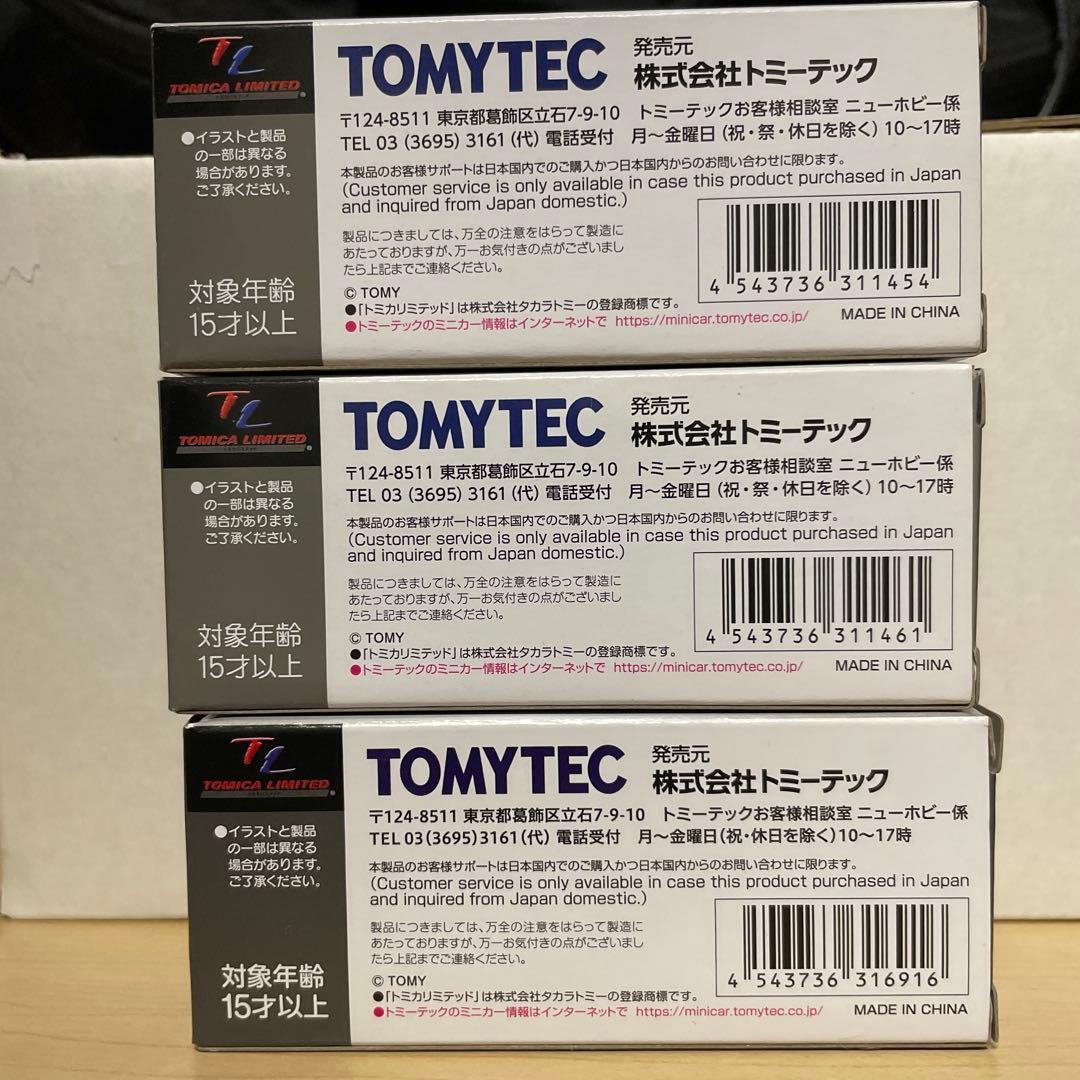 TL
TOMICA LIMITED
●イラストと製品
の一部は異なる
場合があります。
ご了承ください。
対象年齢
15才以上
TOMYTEC
発売元
株式会社トミーテック
〒124-8511 東京都葛飾区立石7-9-10 トミーテックお客様相談室 ニューホビー係
TEL 03 (3695) 3161 (代) 電話受付 月〜金曜日 (祝・祭・休日を除く) 10〜17時
本製品のお客様サポートは日本国内でのご購入かつ日本国内からのお問い合わせに限ります。
(Customer service is only available in case this product purchased in Japan
and inquired from Japan domestic.)
製品につきましては、万全の注意をはらって製造に
あたっておりますが、万一お気付きの点がございまし
たら上記までご連絡ください。
© TOMY
●「トミカリミテッド」は株式会社タカラトミーの登録商標です。
●トミーテックのミニカー情報はインターネットで https://minicar.tomytec.co.jp/
4 543736 311454
MADE IN CHINA
TL
TOMICA LIMITED
●イラストと製品
の一部は異なる
場合があります。
ご了承ください。
対象年齢
15才以上
TOMYTEC
発売元
株式会社トミーテック
〒124-8511 東京都葛飾区立石7-9-10 トミーテックお客様相談室 ニューホビー係
TEL 03 (3695) 3161 (代) 電話受付 月〜金曜日 (祝・祭・休日を除く) 10〜17時
本製品のお客様サポートは日本国内でのご購入かつ日本国内からのお問い合わせに限ります。
(Customer service is only available in case this product purchased in Japan
and inquired from Japan domestic.)
製品につきましては、万全の注意をはらって製造に
あたっておりますが、万一お気付きの点がございまし
たら上記までご連絡ください。
© TOMY
●「トミカリミテッド」は株式会社タカラトミーの登録商標です。
●トミーテックのミニカー情報はインターネットで https://minicar.tomytec.co.jp/
4 543736 311461
MADE IN CHINA
TL
TOMICA LIMITED
●イラストと製品
の一部は異なる
場合があります。
ご了承ください。
対象年齢
15才以上
TOMYTEC
発売元
株式会社トミーテック
〒124-8511 東京都葛飾区立石7-9-10 トミーテックお客様相談室 ニューホビー係
TEL 03(3695)3161(代) 電話受付 月〜金曜日(祝・休日を除く)10〜17時
本製品のお客様サポートは日本国内でのご購入かつ日本国内からのお問い合わせに限ります。
(Customer service is only available in case this product purchased in Japan
and inquired from Japan domestic.)
製品につきましては、万全の注意をはらって製造に
あたっておりますが、万一お気付きの点がございまし
たら上記までご連絡ください。
© TOMY
●「トミカリミテッド」は株式会社タカラトミーの登録商標です。
●トミーテックのミニカー情報はインターネットで https://minicar.tomytec.co.jp/
4 543736 316916
MADE IN CHINA